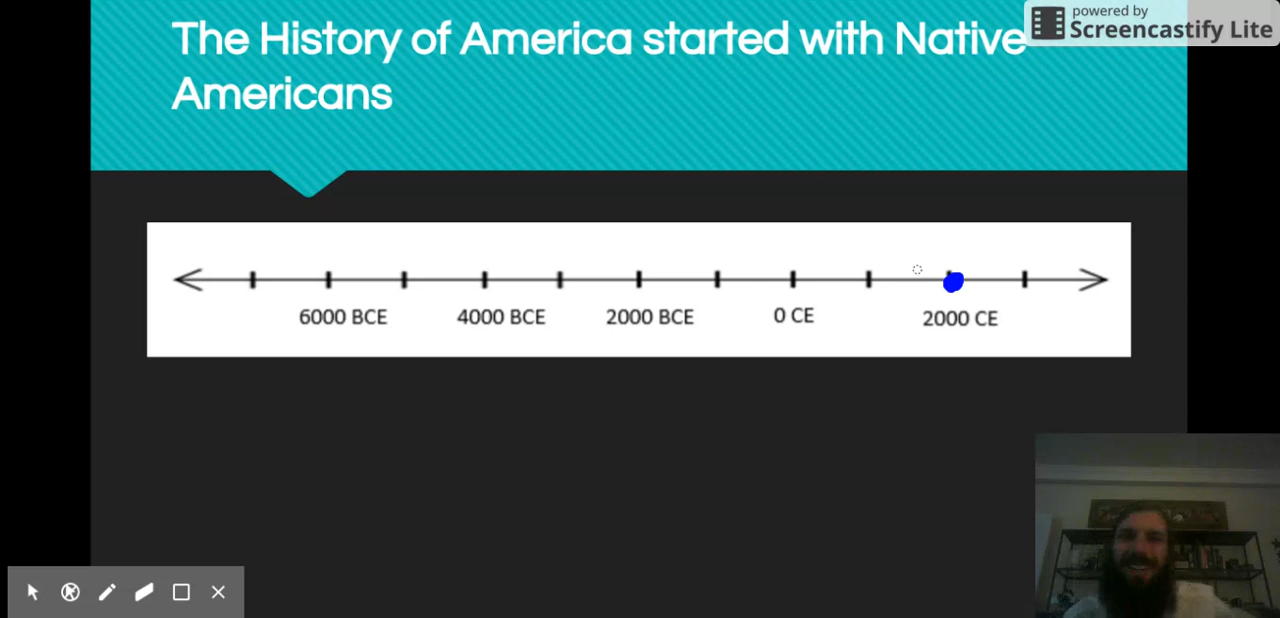 powered by
Screencastify Lite
The History of America started with Native
Americans
6000 BCE 4000 BCE 2000 BCE 0 CE 2000 CE